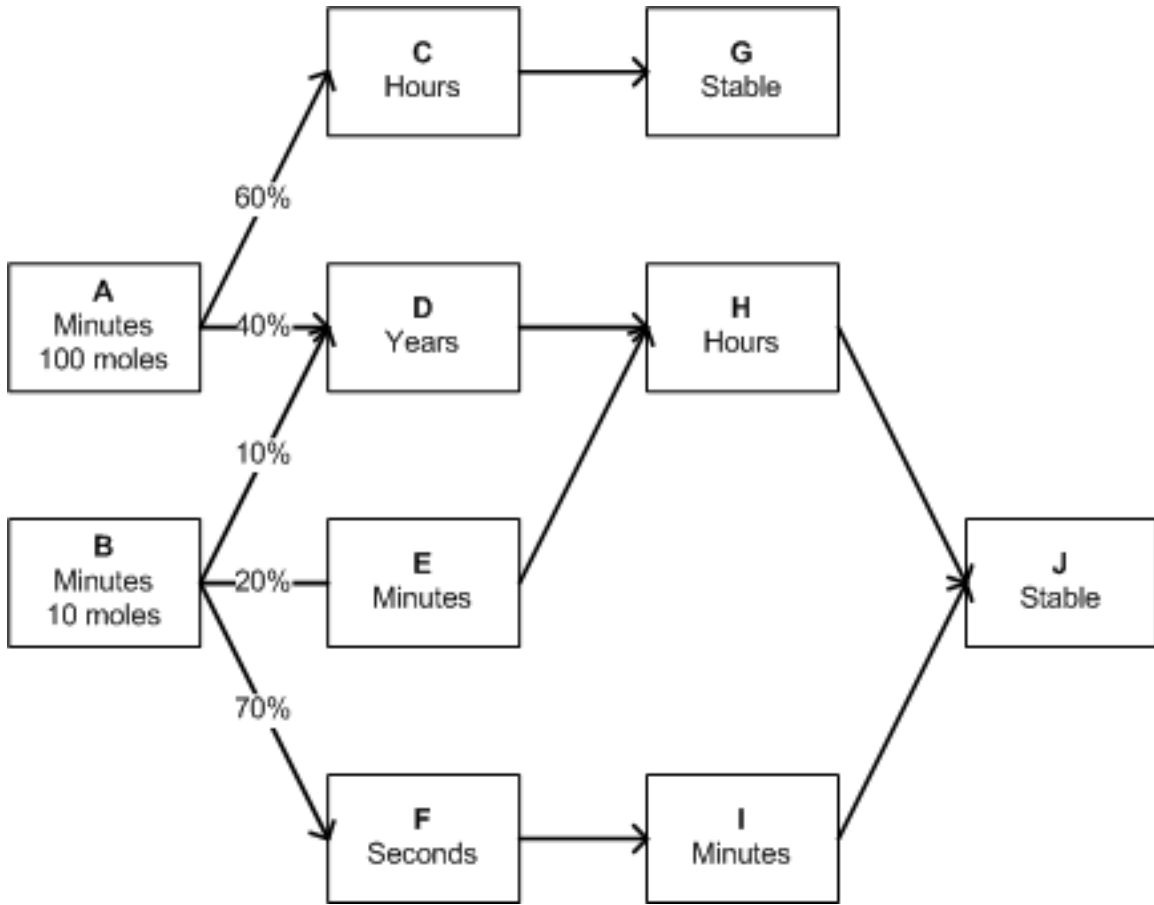 C
Hours
G
Stable
60%
A
Minutes
100 moles
40%
D
Years
H
Hours
10%
B
Minutes
10 moles
20%
E
Minutes
J
Stable
70%
F
Seconds
I
Minutes